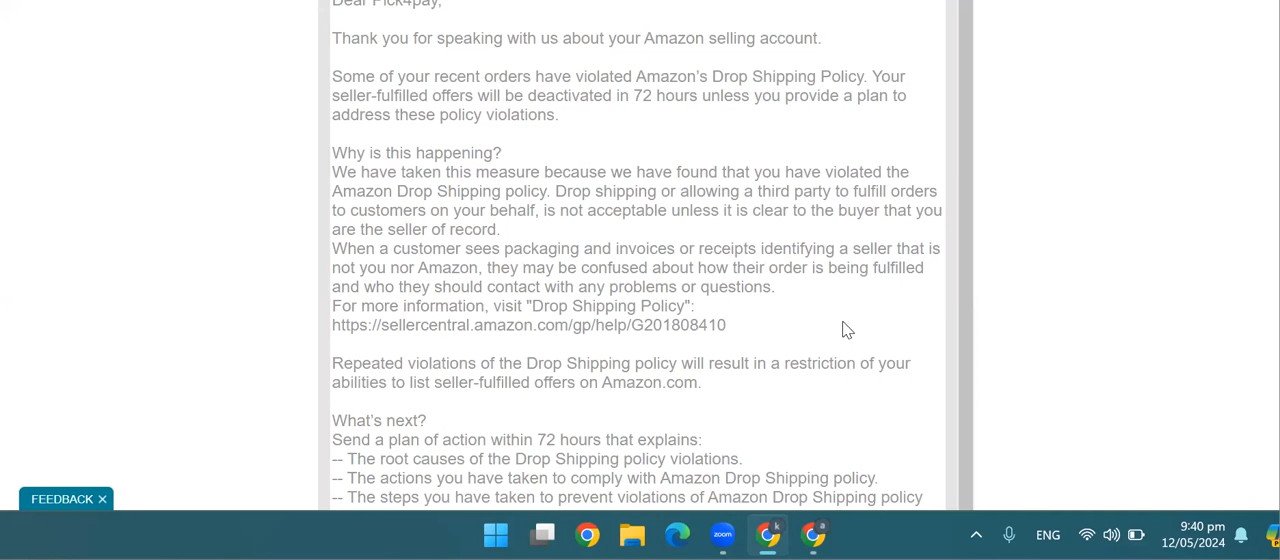 Dear Pick4pay,
Thank you for speaking with us about your Amazon selling account.
Some of your recent orders have violated Amazon’s Drop Shipping Policy. Your
seller-fulfilled offers will be deactivated in 72 hours unless you provide a plan to
address these policy violations.
Why is this happening?
We have taken this measure because we have found that you have violated the
Amazon Drop Shipping policy. Drop shipping or allowing a third party to fulfill orders
to customers on your behalf, is not acceptable unless it is clear to the buyer that you
are the seller of record.
When a customer sees packaging and invoices or receipts identifying a seller that is
not you nor Amazon, they may be confused about how their order is being fulfilled
and who they should contact with any problems or questions.
For more information, visit "Drop Shipping Policy":
https://sellercentral.amazon.com/gp/help/G201808410
Repeated violations of the Drop Shipping policy will result in a restriction of your
abilities to list seller-fulfilled offers on Amazon.com.
What’s next?
Send a plan of action within 72 hours that explains:
-- The root causes of the Drop Shipping policy violations.
-- The actions you have taken to comply with Amazon Drop Shipping policy.
-- The steps you have taken to prevent violations of Amazon Drop Shipping policy
FEEDBACK ×
zoom
k
a
ENG
9:40 pm
12/05/2024